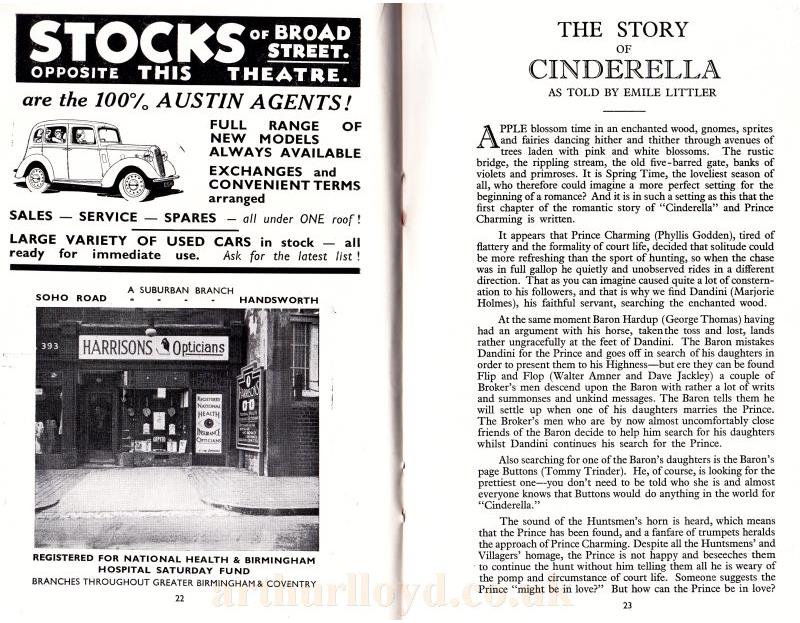 STOCKS OF BROAD STREET.
OPPOSITE THIS THEATRE.
are the 100% AUSTIN AGENTS!
FULL RANGE OF
NEW MODELS
ALWAYS AVAILABLE
EXCHANGES and
CONVENIENT TERMS
arranged
SALES — SERVICE — SPARES — all under ONE roof!
LARGE VARIETY OF USED CARS in stock — all
ready for immediate use. Ask for the latest list!
A SUBURBAN BRANCH
SOHO ROAD - - - - HANDSWORTH
393
HARRISONS Opticians
HARRISONS
REGISTERED
NATIONAL
HEALTH
INSURANCE
OPTICIANS
REGISTERED FOR NATIONAL HEALTH & BIRMINGHAM
HOSPITAL SATURDAY FUND
BRANCHES THROUGHOUT GREATER BIRMINGHAM & COVENTRY
22
THE STORY
OF
CINDERELLA
AS TOLD BY EMILE LITTLER
APPLE blossom time in an enchanted wood, gnomes, sprites
and fairies dancing hither and thither through avenues of
trees laden with pink and white blossoms. The rustic
bridge, the rippling stream, the old five-barred gate, banks of
violets and primroses. It is Spring Time, the loveliest season of
all, who therefore could imagine a more perfect setting for the
beginning of a romance? And it is in such a setting as this that the
first chapter of the romantic story of "Cinderella" and Prince
Charming is written.
It appears that Prince Charming (Phyllis Godden), tired of
flattery and the formality of court life, decided that solitude could
be more refreshing than the sport of hunting, so when the chase
was in full gallop he quietly and unobserved rides in a different
direction. That as you can imagine caused quite a lot of constern-
ation to his followers, and that is why we find Dandini (Marjorie
Holmes), his faithful servant, searching the enchanted wood.
At the same moment Baron Hardup (George Thomas) having
had an argument with his horse, taken the toss and lost, lands
rather ungracefully at the feet of Dandini. The Baron mistakes
Dandini for the Prince and goes off in search of his daughters in
order to present them to his Highness—but ere they can be found
Flip and Flop (Walter Amner and Dave Jackley) a couple of
Broker's men descend upon the Baron with rather a lot of writs
and summonses and unkind messages. The Baron tells them he
will settle up when one of his daughters marries the Prince.
The Broker's men who are by now almost uncomfortably close
friends of the Baron decide to help him search for his daughters
whilst Dandini continues his search for the Prince.
Also searching for one of the Baron's daughters is the Baron's
page Buttons (Tommy Trinder). He, of course, is looking for the
prettiest one—you don't need to be told who she is and almost
everyone knows that Buttons would do anything in the world for
"Cinderella."
The sound of the Huntsmen's horn is heard, which means
that the Prince has been found, and a fanfare of trumpets heralds
the approach of Prince Charming. Despite all the Huntsmens' and
Villagers' homage, the Prince is not happy and beseeches them
to continue the hunt without him telling them all he is weary of
the pomp and circumstance of court life. Someone suggests the
Prince "might be in love?" But how can the Prince be in love?
23
arthurlloyd.co.uk